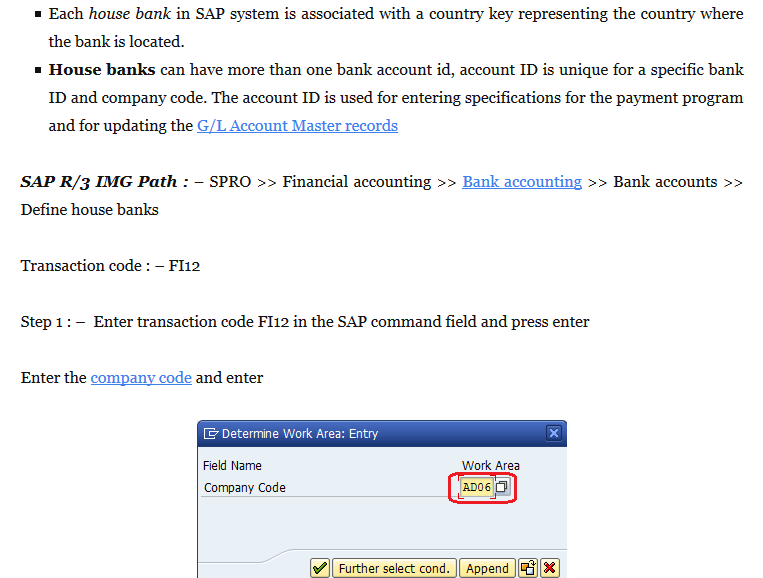 ▪ Each house bank in SAP system is associated with a country key representing the country where
the bank is located.
▪ House banks can have more than one bank account id, account ID is unique for a specific bank
ID and company code. The account ID is used for entering specifications for the payment program
and for updating the G/L Account Master records
SAP R/3 IMG Path : – SPRO >> Financial accounting >> Bank accounting >> Bank accounts >>
Define house banks
Transaction code : – FI12
Step 1 : – Enter transaction code FI12 in the SAP command field and press enter
Enter the company code and enter
Determine Work Area: Entry
Field Name Work Area
Company Code AD06
Further select cond. Append